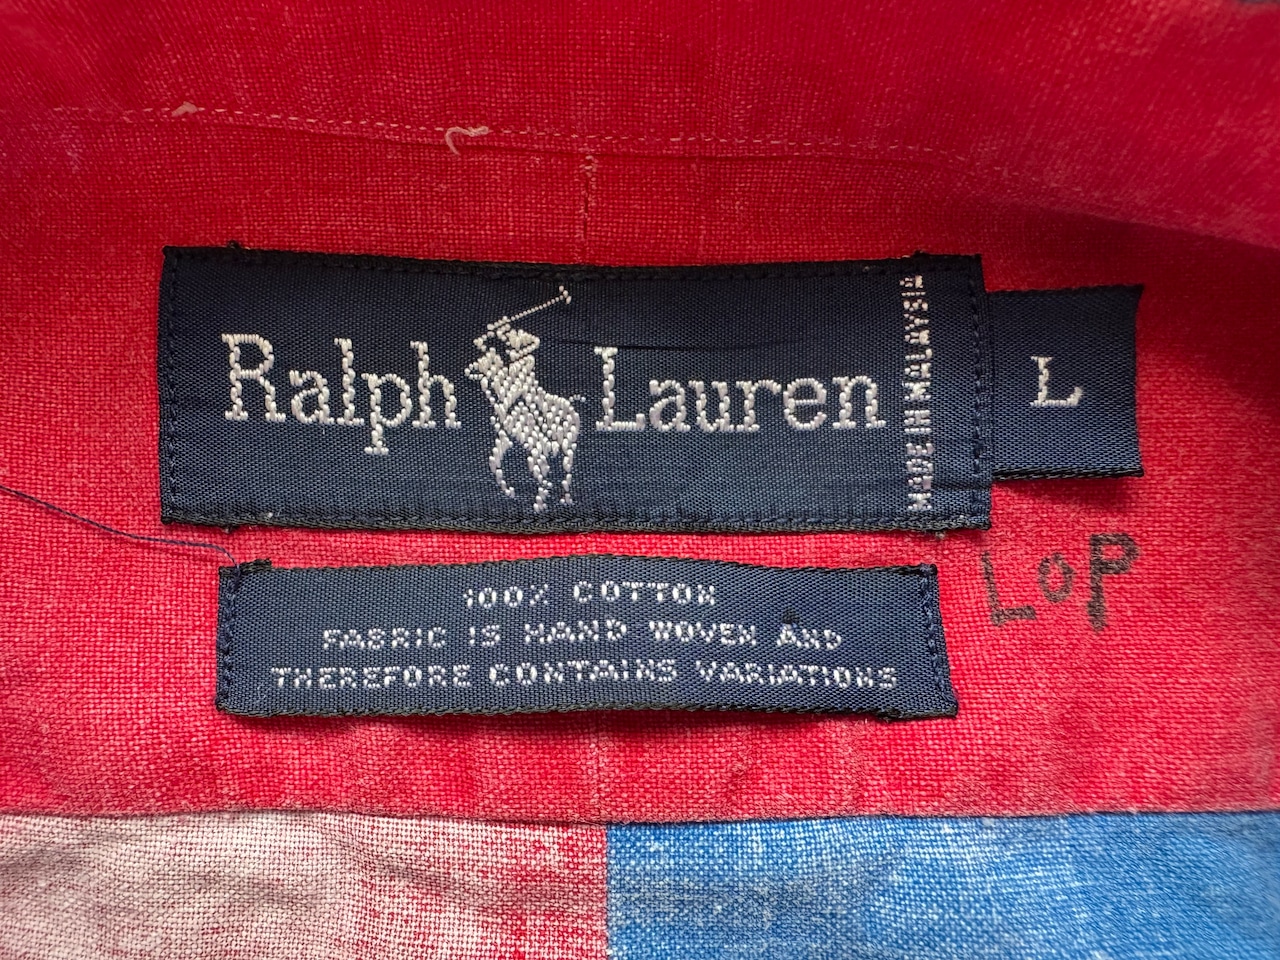 Ralph Lauren
MADE IN MALAYSIA
L
LOP
100% COTTON
FABRIC IS HAND WOVEN AND
THEREFORE CONTAINS VARIATIONS